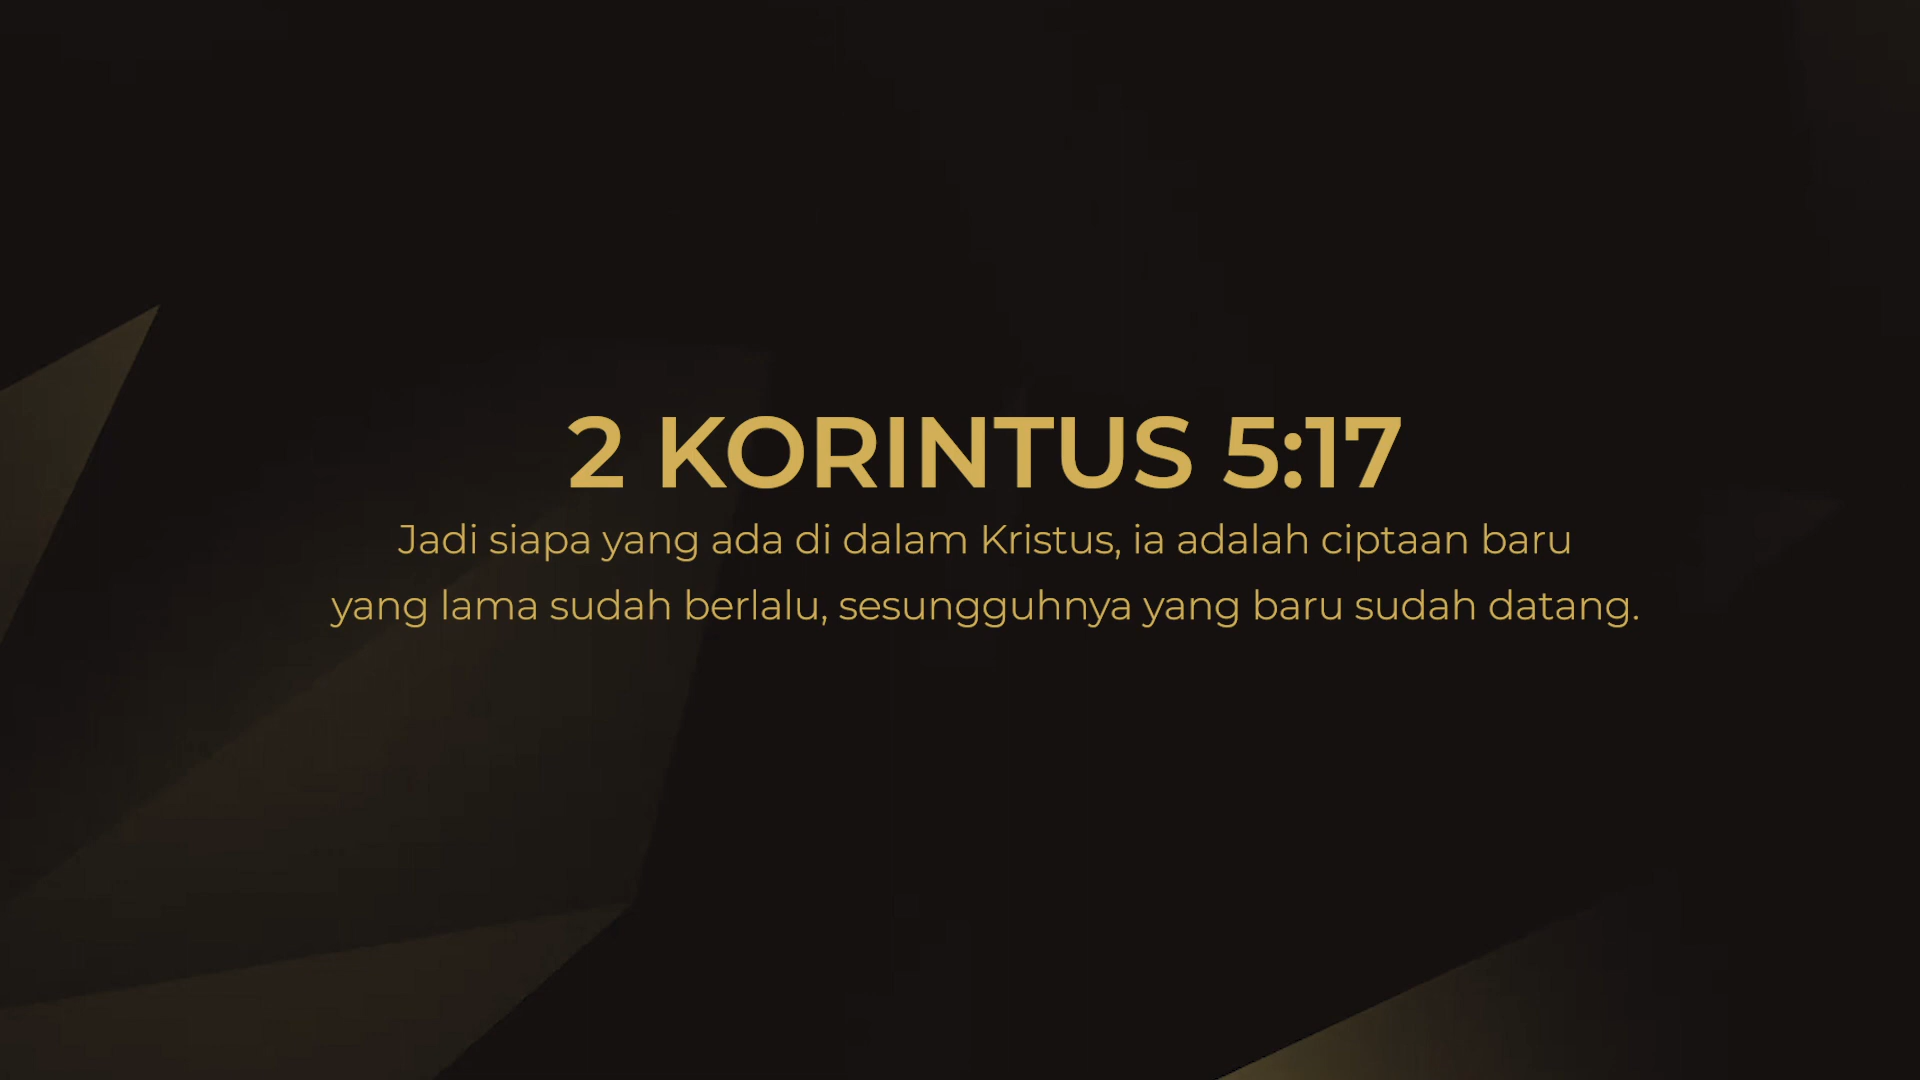 2 KORINTUS 5:17
Jadi siapa yang ada di dalam Kristus, ia adalah ciptaan baru
yang lama sudah berlalu, sesungguhnya yang baru sudah datang.